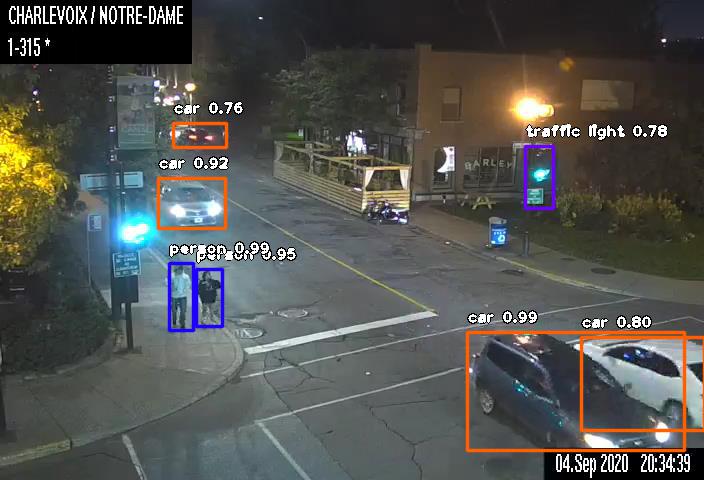 CHARLEVOIX / NOTRE-DAME
1-315 *
car 0.76
traffic light 0.78
car 0.92
BARLEY
person 0.99
person 0.95
car 0.99
car 0.80
04.Sep 2020 20:34:39